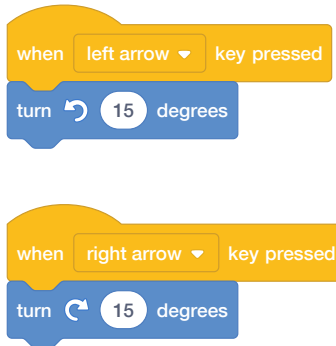 when left arrow key pressed
turn 15 degrees
when right arrow key pressed
turn 15 degrees